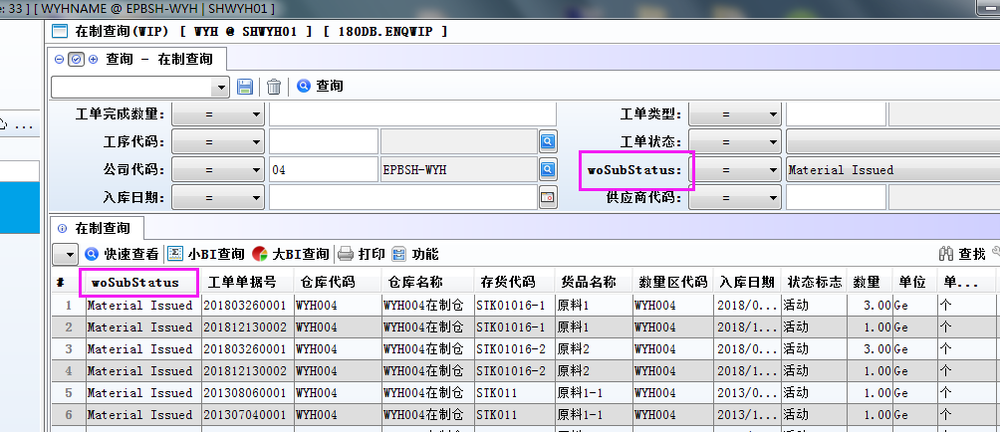 : 33 ] [ WYHNAME @ EPBSH-WYH | SHWYH01 ]
在制查询(WIP) [ WYH @ SHWYH01 ] [ 180DB.ENQWIP ]
查询 - 在制查询
查询
工单完成数量: = 工单类型: =
工序代码: = 工单状态: =
公司代码: = 04 EPBSH-WYH woSubStatus: = Material Issued
入库日期: = 供应商代码: =
在制查询
快速查看 小BI查询 大BI查询 打印 功能 查找
# woSubStatus 工单单据号 仓库代码 仓库名称 存货代码 货品名称 数量区代码 入库日期 状态标志 数量 单位 单...
1 Material Issued 201803260001 WYH004 WYH004在制仓 STK01016-1 原料1 WYH004 2018/0... 活动 3.00 Ge 个
2 Material Issued 201812130002 WYH004 WYH004在制仓 STK01016-1 原料1 WYH004 2018/1... 活动 1.00 Ge 个
3 Material Issued 201803260001 WYH004 WYH004在制仓 STK01016-2 原料2 WYH004 2018/0... 活动 3.00 Ge 个
4 Material Issued 201812130002 WYH004 WYH004在制仓 STK01016-2 原料2 WYH004 2018/1... 活动 1.00 Ge 个
5 Material Issued 201308060001 WYH004 WYH004在制仓 STK011 原料1-1 WYH004 2013/1... 活动 1.00 Ge 个
6 Material Issued 201307040001 WYH004 WYH004在制仓 STK011 原料1-1 WYH004 2013/1... 活动 1.00 Ge 个